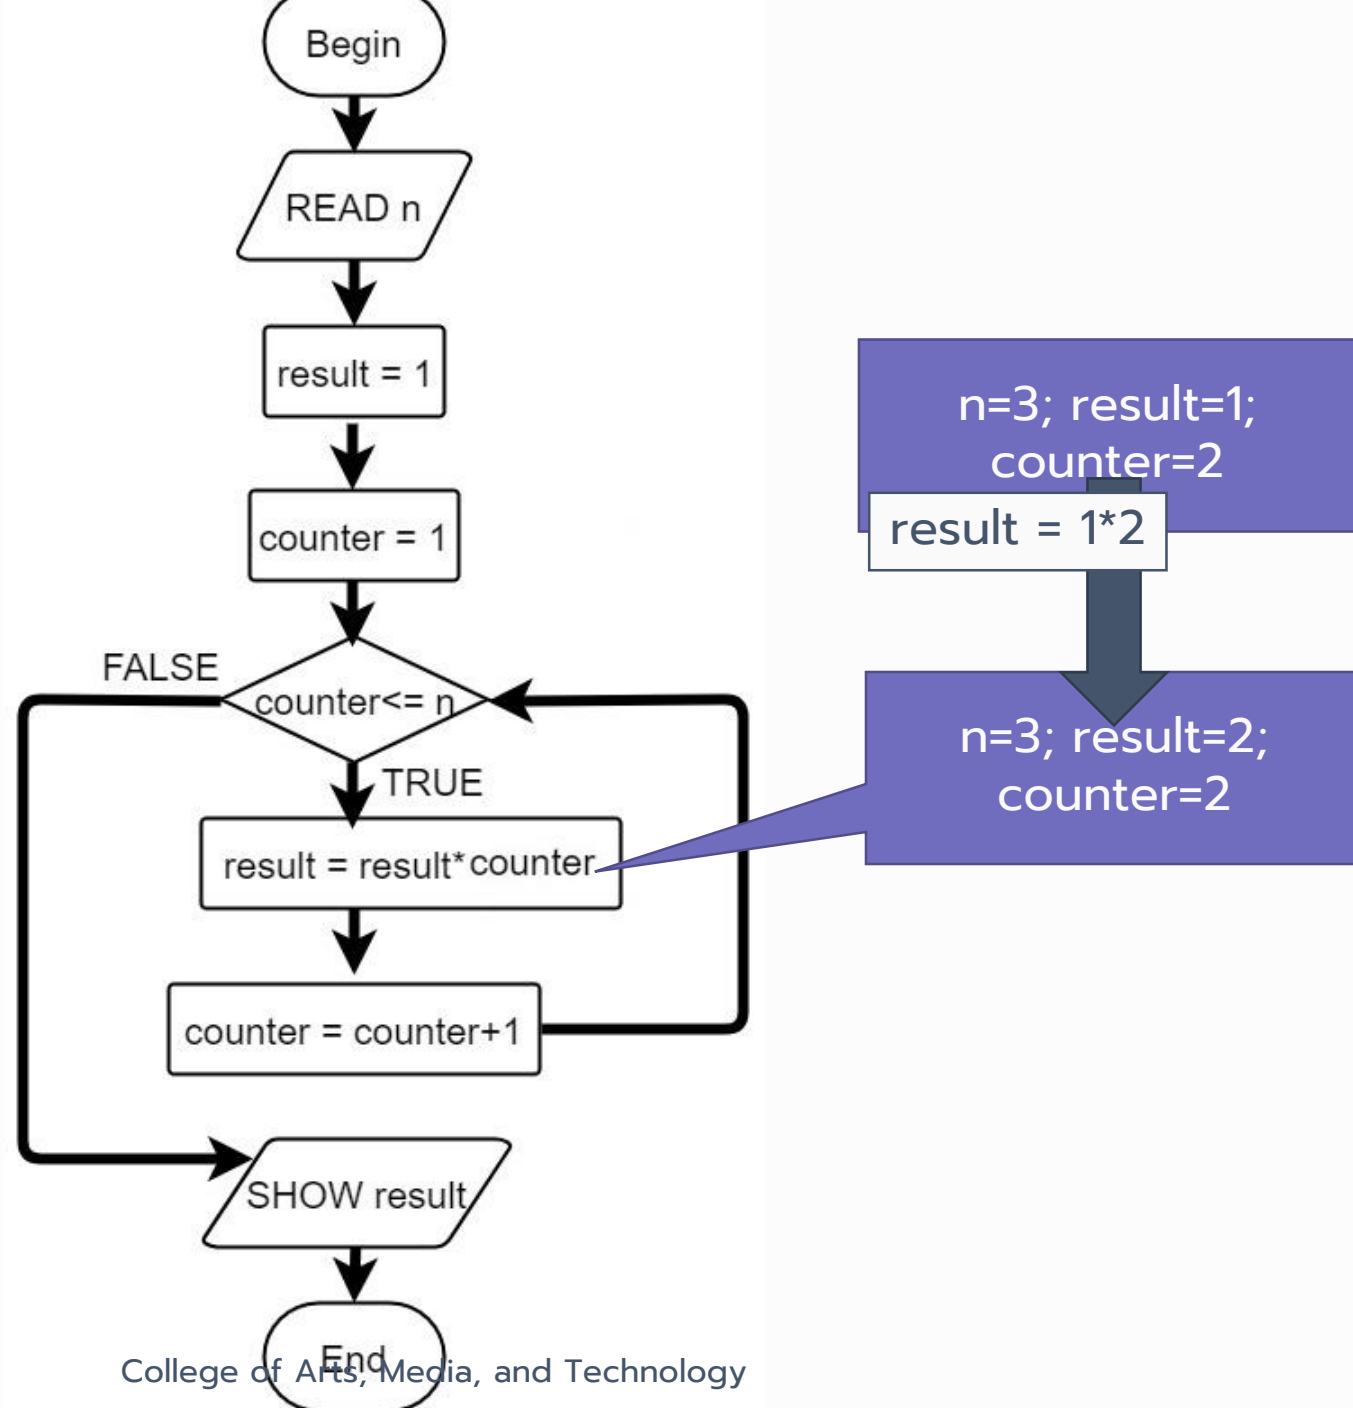 Begin
READ n
result = 1
counter = 1
FALSE
counter<= n
TRUE
result = result*counter
counter = counter+1
SHOW result
End
College of Arts, Media, and Technology
n=3; result=1;
counter=2
result = 1*2
n=3; result=2;
counter=2